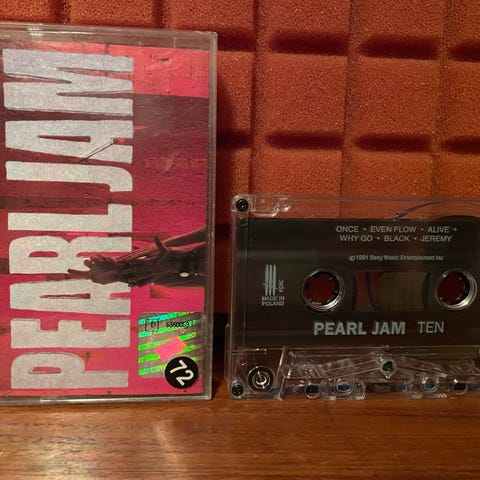 PEARL JAM
72
ONCE • EVEN FLOW • ALIVE •
WHY GO • BLACK • JEREMY
℗1991 Sony Music Entertainment Inc
epic
MADE IN
POLAND
PEARL JAM TEN